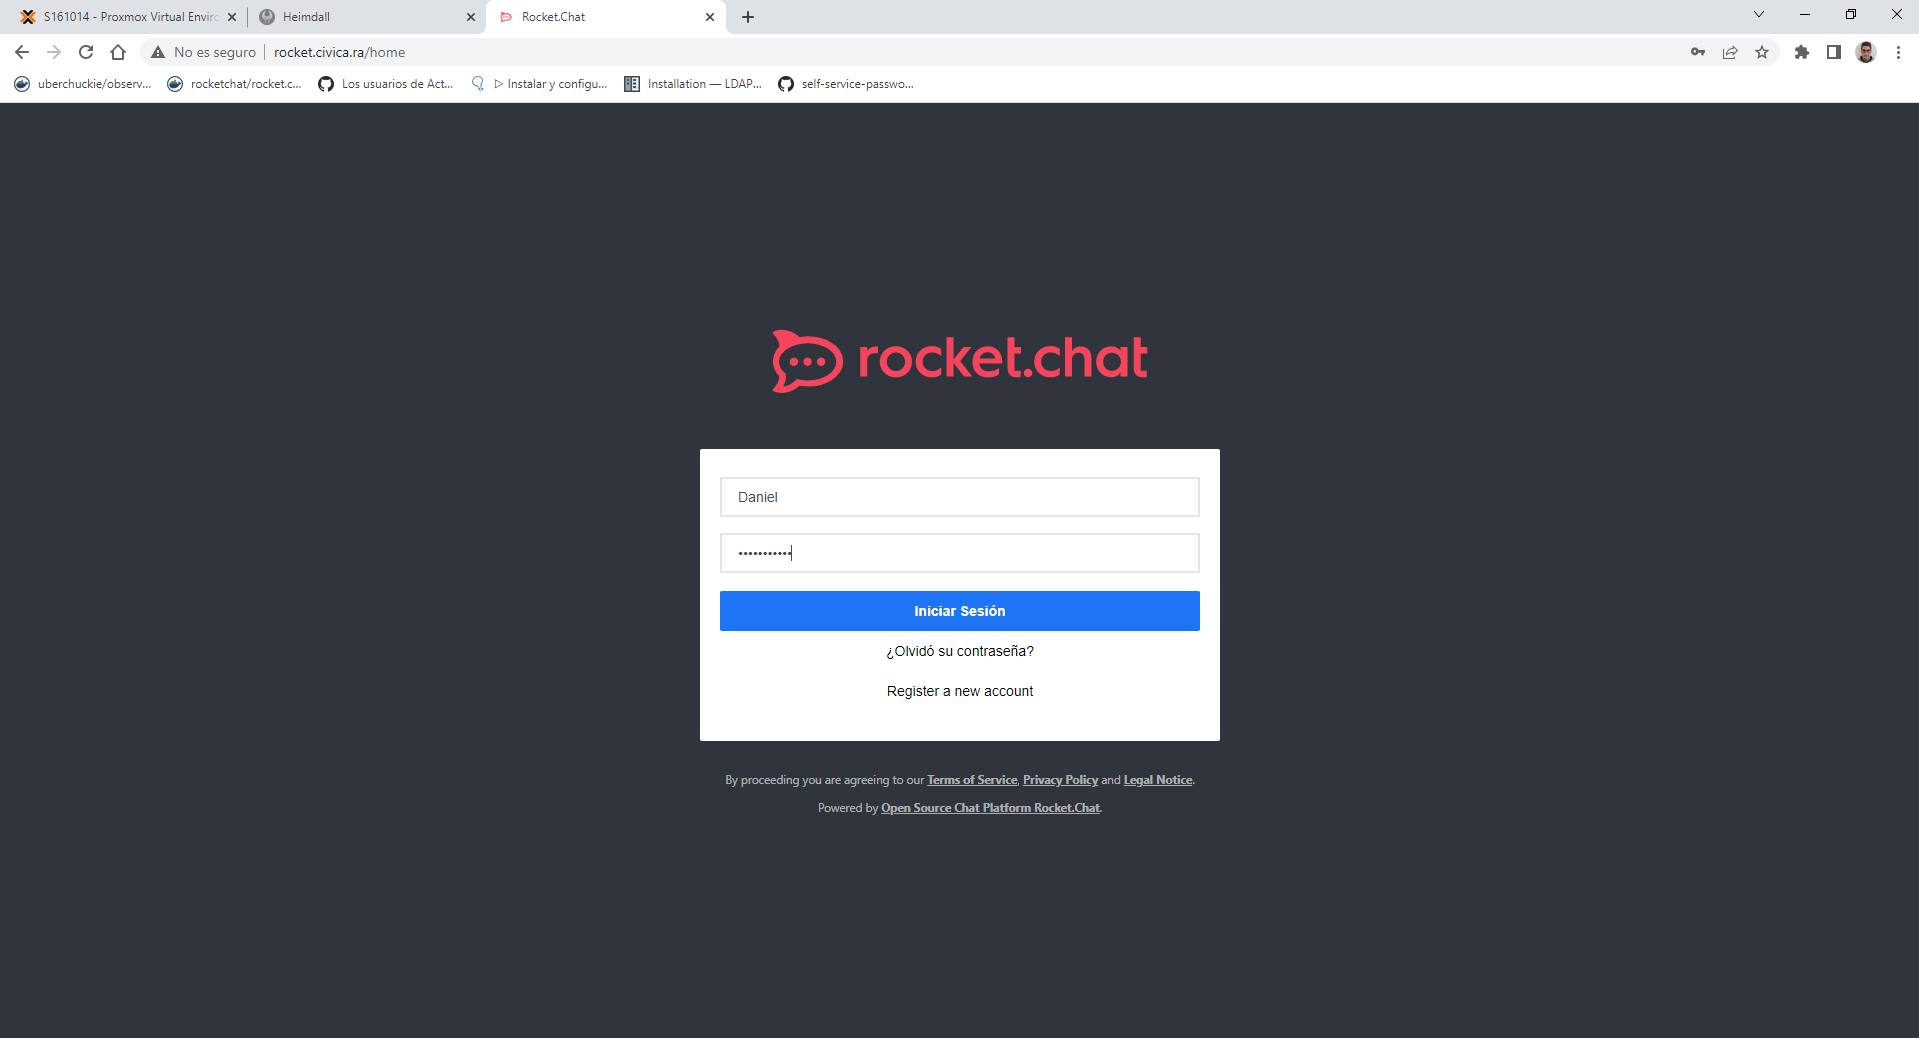 S161014 - Proxmox Virtual Enviro
Heimdall
Rocket.Chat
No es seguro
rocket.civica.ra/home
uberchuckie/observ...
rocketchat/rocket.c...
Los usuarios de Act...
▷ Instalar y configu...
Installation — LDAP...
self-service-passwo...
rocket.chat
Daniel
•••••••••••
Iniciar Sesión
¿Olvidó su contraseña?
Register a new account
By proceeding you are agreeing to our Terms of Service, Privacy Policy and Legal Notice.
Powered by Open Source Chat Platform Rocket.Chat.